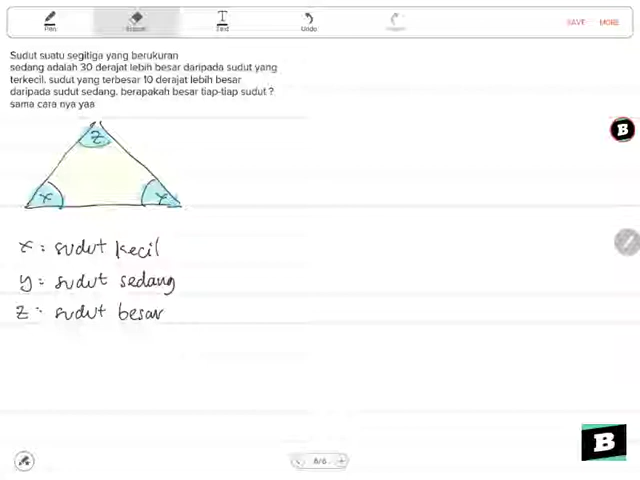 Pen
Eraser
Text
Undo
SAVE
MORE
Sudut suatu segitiga yang berukuran
sedang adalah 30 derajat lebih besar daripada sudut yang
terkecil. sudut yang terbesar 10 derajat lebih besar
daripada sudut sedang. berapakah besar tiap-tiap sudut ?
sama cara nya yaa
B
z
x
x = sudut kecil
y = sudut sedang
z = sudut besar
B
6/6